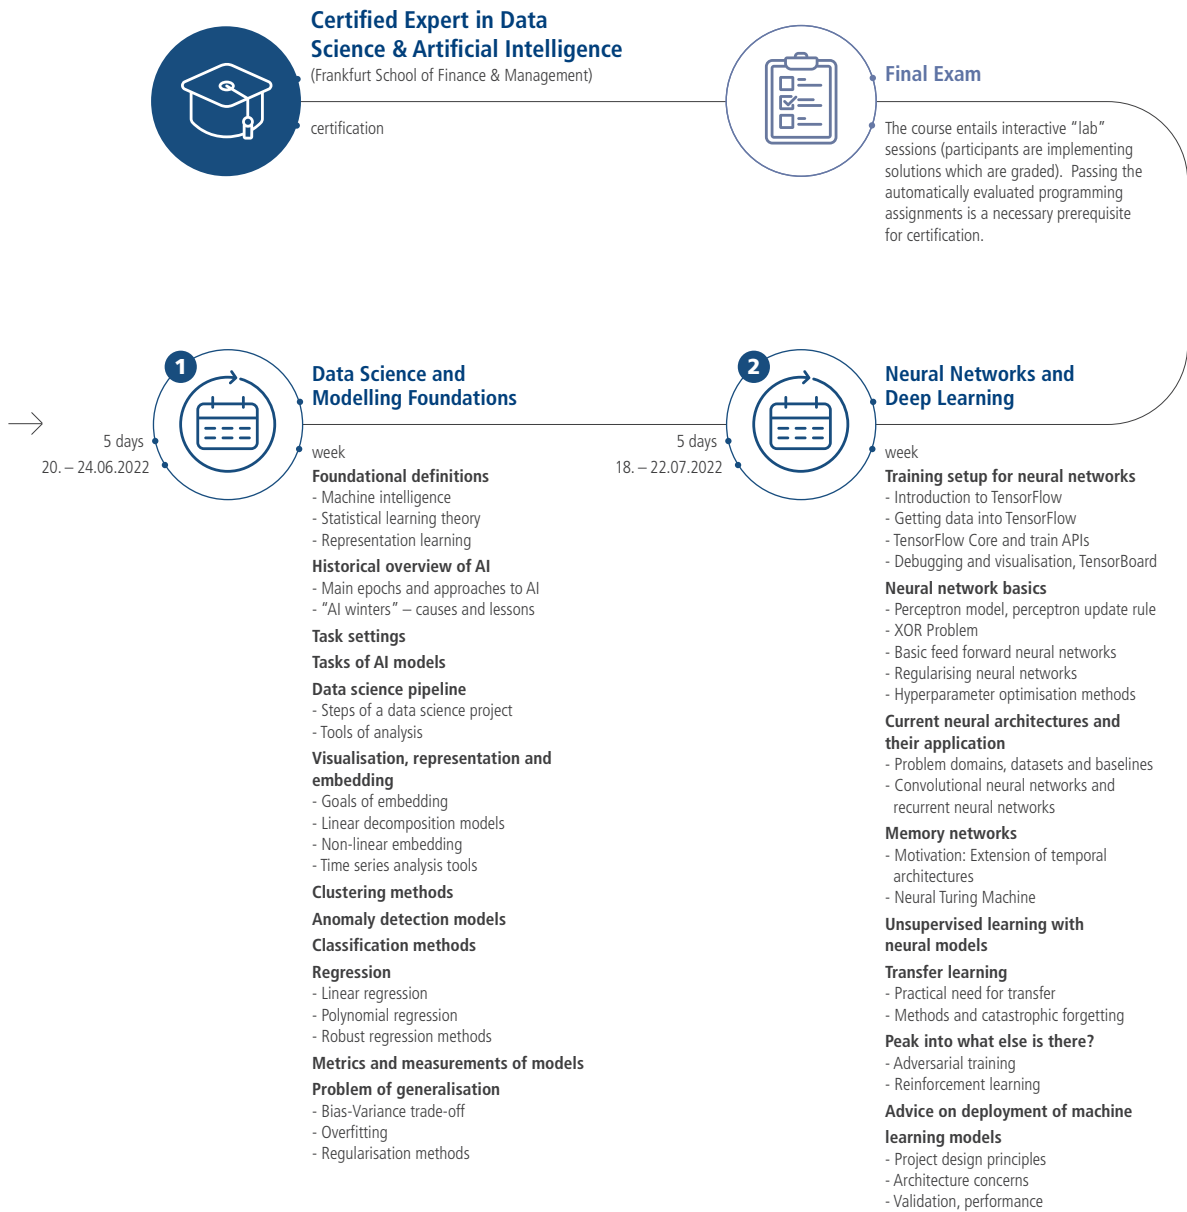 Certified Expert in Data
Science & Artificial Intelligence
(Frankfurt School of Finance & Management)
certification
Final Exam
The course entails interactive “lab”
sessions (participants are implementing
solutions which are graded).  Passing the
automatically evaluated programming
assignments is a necessary prerequisite
for certification.
1
5 days
20. – 24.06.2022
Data Science and
Modelling Foundations
week
Foundational definitions
- Machine intelligence
- Statistical learning theory
- Representation learning
Historical overview of AI
- Main epochs and approaches to AI
- “AI winters” – causes and lessons
Task settings
Tasks of AI models
Data science pipeline
- Steps of a data science project
- Tools of analysis
Visualisation, representation and
embedding
- Goals of embedding
- Linear decomposition models
- Non-linear embedding
- Time series analysis tools
Clustering methods
Anomaly detection models
Classification methods
Regression
- Linear regression
- Polynomial regression
- Robust regression methods
Metrics and measurements of models
Problem of generalisation
- Bias-Variance trade-off
- Overfitting
- Regularisation methods
2
5 days
18. – 22.07.2022
Neural Networks and
Deep Learning
week
Training setup for neural networks
- Introduction to TensorFlow
- Getting data into TensorFlow
- TensorFlow Core and train APIs
- Debugging and visualisation, TensorBoard
Neural network basics
- Perceptron model, perceptron update rule
- XOR Problem
- Basic feed forward neural networks
- Regularising neural networks
- Hyperparameter optimisation methods
Current neural architectures and
their application
- Problem domains, datasets and baselines
- Convolutional neural networks and
recurrent neural networks
Memory networks
- Motivation: Extension of temporal
architectures
- Neural Turing Machine
Unsupervised learning with
neural models
Transfer learning
- Practical need for transfer
- Methods and catastrophic forgetting
Peak into what else is there?
- Adversarial training
- Reinforcement learning
Advice on deployment of machine
learning models
- Project design principles
- Architecture concerns
- Validation, performance